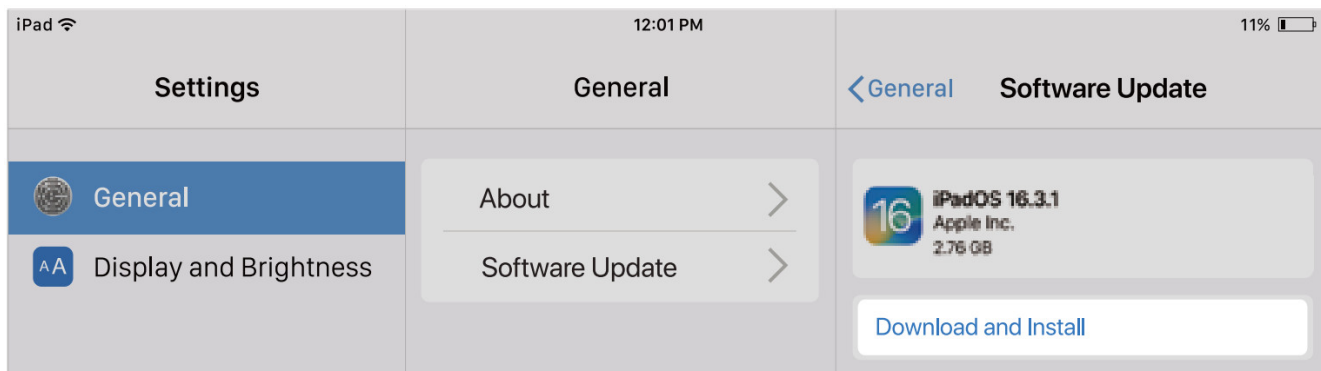 iPad 12:01 PM 11%
Settings General General Software Update
General
Display and Brightness
About
Software Update
16
iPadOS 16.3.1
Apple Inc.
2.76 GB
Download and Install